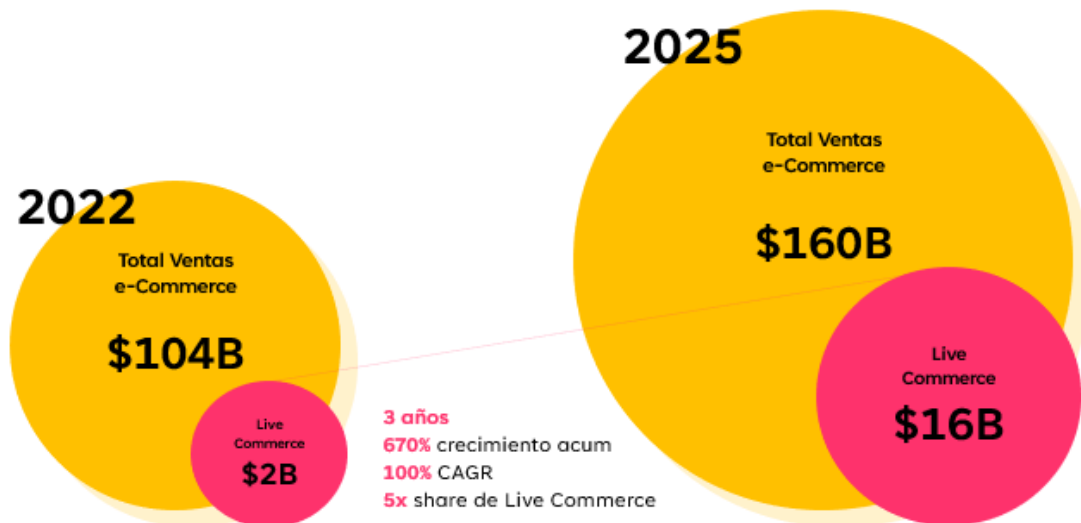 2022
Total Ventas
e-Commerce
$104B
Live
Commerce
$2B
3 años
670% crecimiento acum
100% CAGR
5x share de Live Commerce
2025
Total Ventas
e-Commerce
$160B
Live
Commerce
$16B